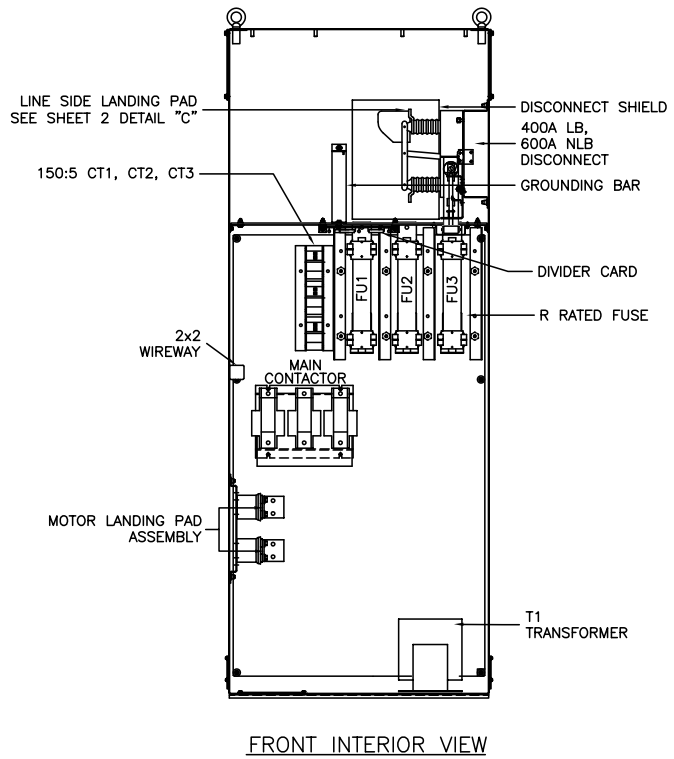 LINE SIDE LANDING PAD
SEE SHEET 2 DETAIL "C"
150:5 CT1, CT2, CT3
DISCONNECT SHIELD
400A LB,
600A NLB
DISCONNECT
GROUNDING BAR
DIVIDER CARD
R RATED FUSE
FU1
FU2
FU3
2x2
WIREWAY
MAIN
CONTACTOR
MOTOR LANDING PAD
ASSEMBLY
T1
TRANSFORMER
FRONT INTERIOR VIEW